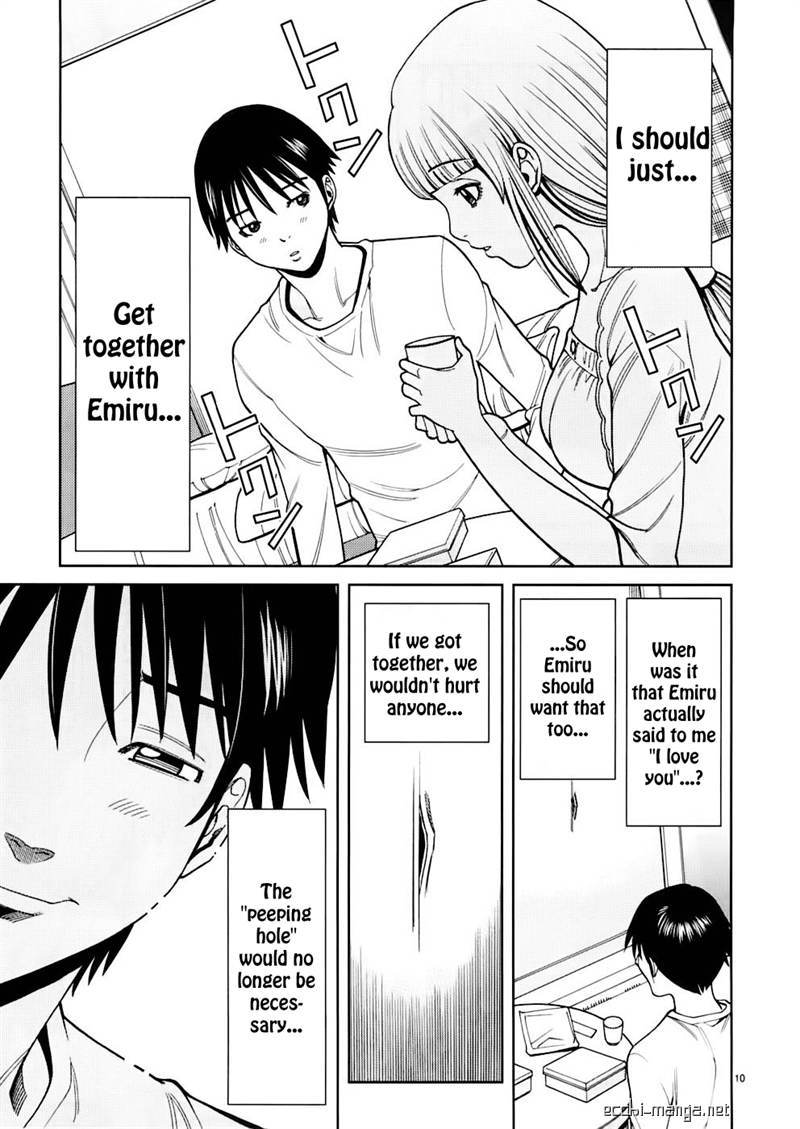 I should
just...
トクン
トクン
Get
together
with
Emiru...
トクン
トクン
When
was it
that Emiru
actually
said to me
"I love
you"...?
...So
Emiru
should
want that
too...
If we got
together, we
wouldn't hurt
anyone...
The
"peeping
hole"
would no
longer be
neces-
sary...
10
ecchi-manga.net